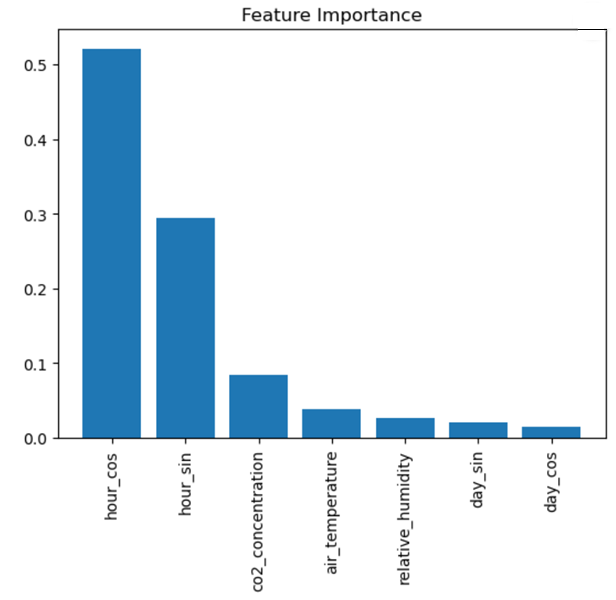 Feature Importance
0.5
0.4
0.3
0.2
0.1
0.0
hour_cos
hour_sin
co2_concentration
air_temperature
relative_humidity
day_sin
day_cos